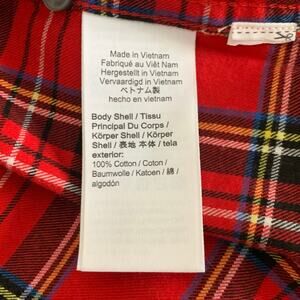 Made in Vietnam
Fabriqué au Viêt Nam
Hergestellt in Vietnam
Vervaardigd in Vietnam
ベトナム製
hecho en vietnam
Body Shell / Tissu
Principal Du Corps /
Körper Shell / Körper
Shell / 表地 本体 / tela
exterior:
100% Cotton / Coton /
Baumwolle / Katoen / 綿 /
algodón